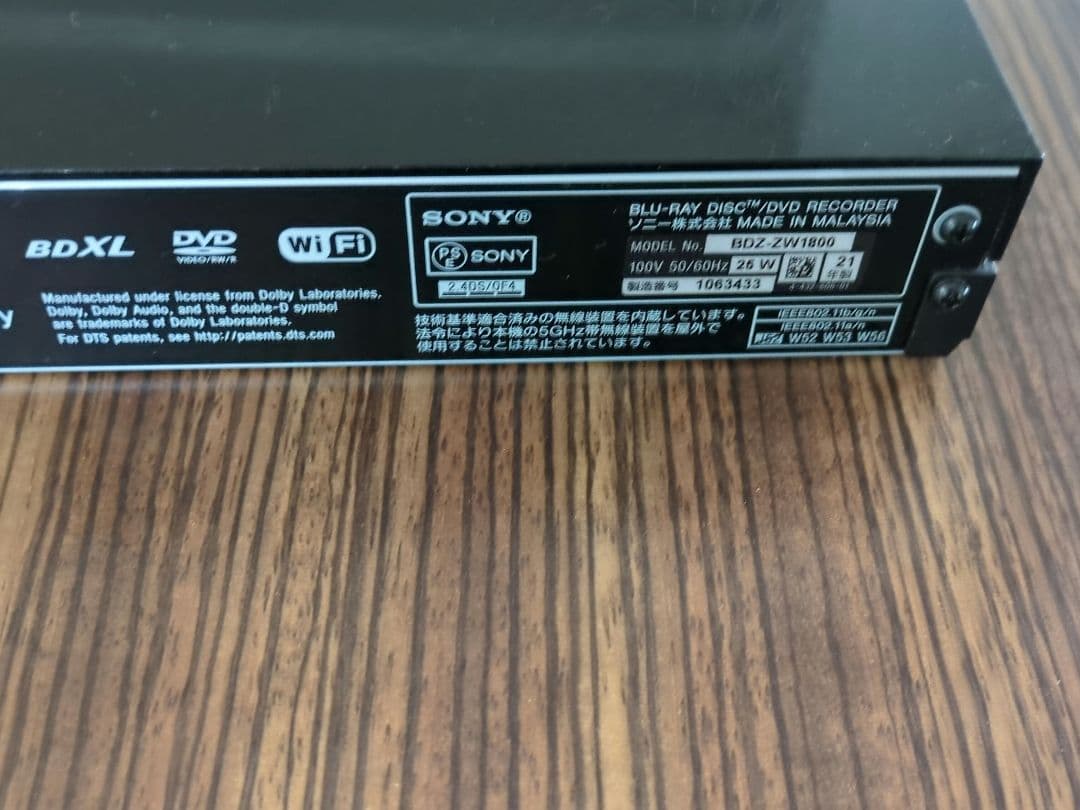 BDXL
DVD
VIDEO/RW/R
Wi Fi
Manufactured under license from Dolby Laboratories.
Dolby, Dolby Audio, and the double-D symbol
are trademarks of Dolby Laboratories.
For DTS patents, see http://patents.dts.com
y
SONY®
PS E SONY
2.4DS/OF4
BLU-RAY DISC™/DVD RECORDER
ソニー株式会社 MADE IN MALAYSIA
MODEL No. BDZ-ZW1800
100V 50/60Hz 25 W 21年製
製造番号 1063433
技術基準適合済みの無線装置を内蔵しています。
法令により本機の5GHz帯無線装置を屋外で
使用することは禁止されています。
IEEE802.11b/g/n
IEEE802.11a/n
W52 W53 W56